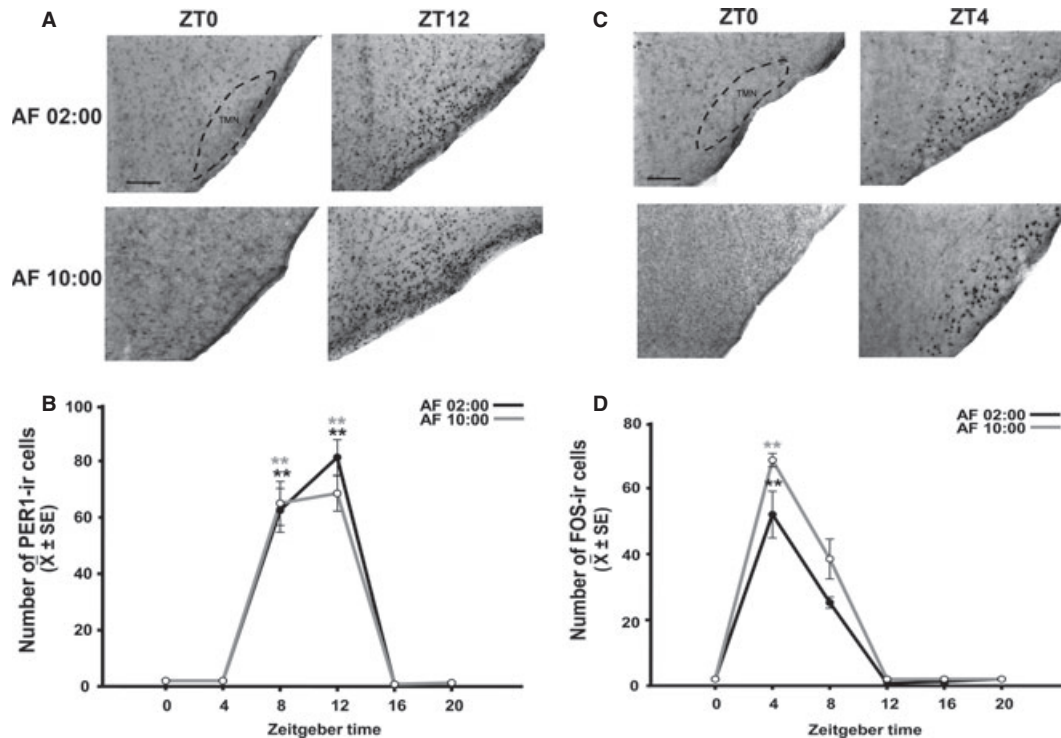 A
ZT0
ZT12
AF 02:00
TMN
AF 10:00
C
ZT0
ZT4
TMN
B
AF 02:00
AF 10:00
100
80
60
40
20
0
**
**
**
**
Number of PER1-ir cells
(X̄ ± SE)
0 4 8 12 16 20
Zeitgeber time
D
AF 02:00
AF 10:00
80
60
40
20
0
**
**
Number of FOS-ir cells
(X̄ ± SE)
0 4 8 12 16 20
Zeitgeber time